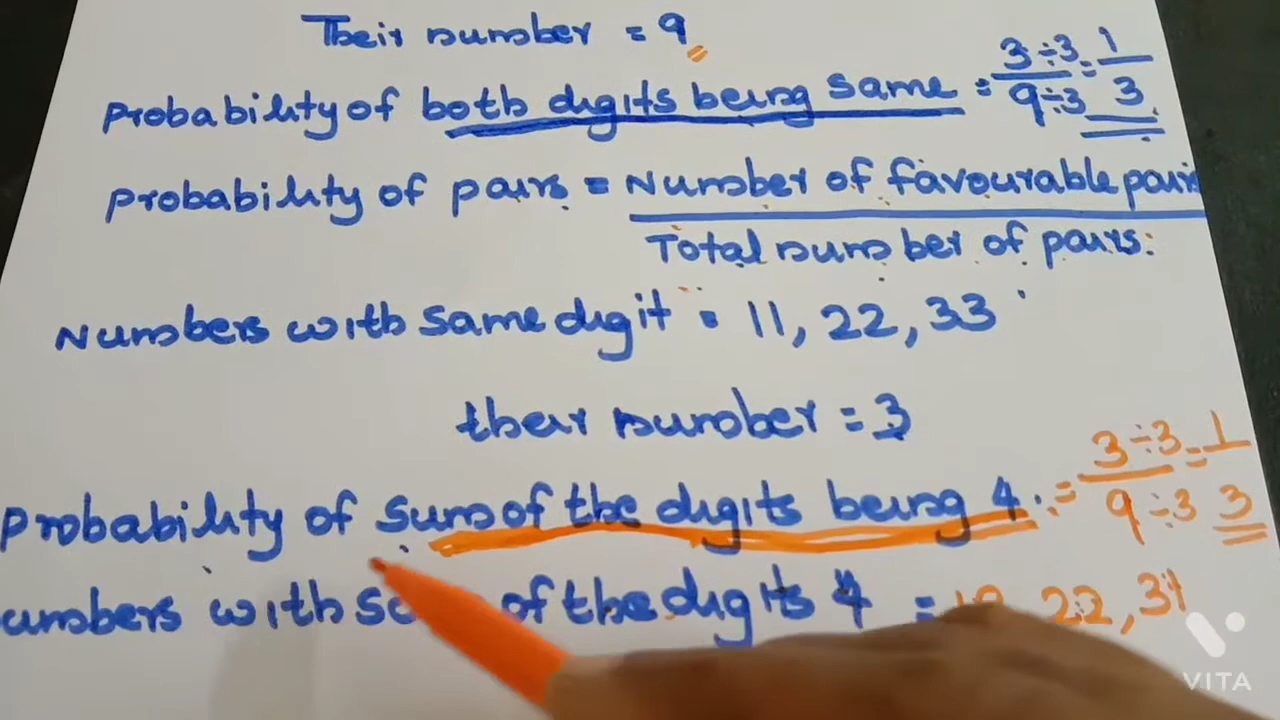 Their number = 9
Probability of both digits being same = 3÷3/9÷3 = 1/3
Probability of pairs = Number of favourable pairs
Total number of pairs.
Numbers with same digit = 11, 22, 33
their number = 3
Probability of sum of the digits being 4. = 3÷3/9÷3 = 1/3
umbers with of the digits 4 = 22, 31
VITA